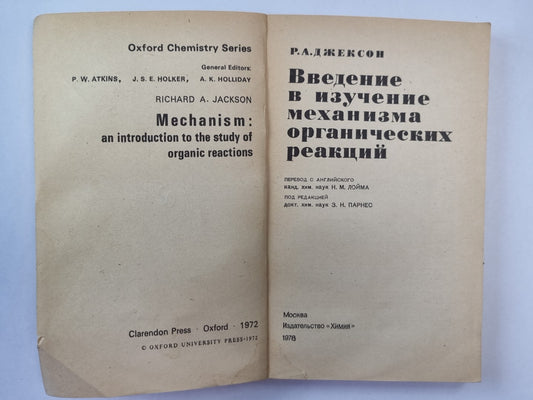 Oxford Chemistry Series
General Editors:
P. W. ATKINS, J. S. E. HOLKER, A. K. HOLLIDAY
RICHARD A. JACKSON
Mechanism:
an introduction to the study of
organic reactions
Clarendon Press · Oxford · 1972
© OXFORD UNIVERSITY PRESS·1972
Р.А.ДЖЕКСОН
Введение
в изучение
механизма
органических
реакций
ПЕРЕВОД С АНГЛИЙСКОГО
канд. хим. наук Н. М. ЛОЙМА
ПОД РЕДАКЦИЕЙ
докт. хим. наук З. Н. ПАРНЕС
Москва
Издательство «Химия»
1978